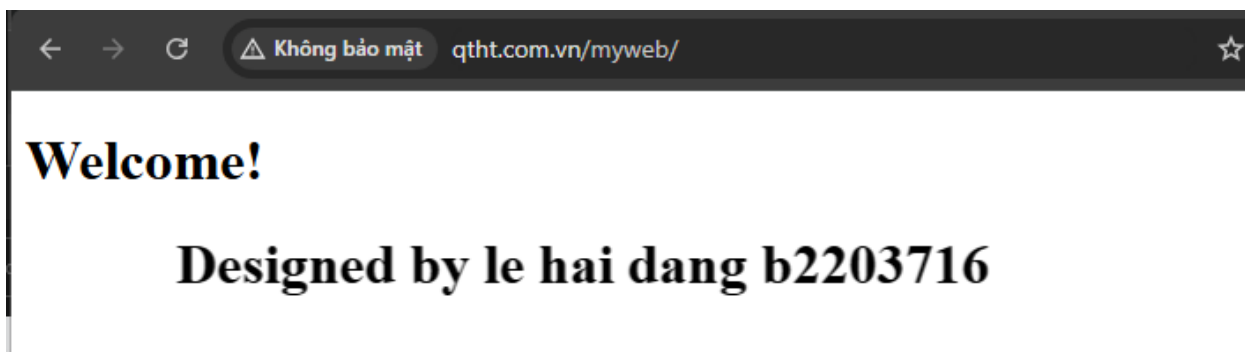 Không bảo mật qtht.com.vn/myweb/
Welcome!
Designed by le hai dang b2203716